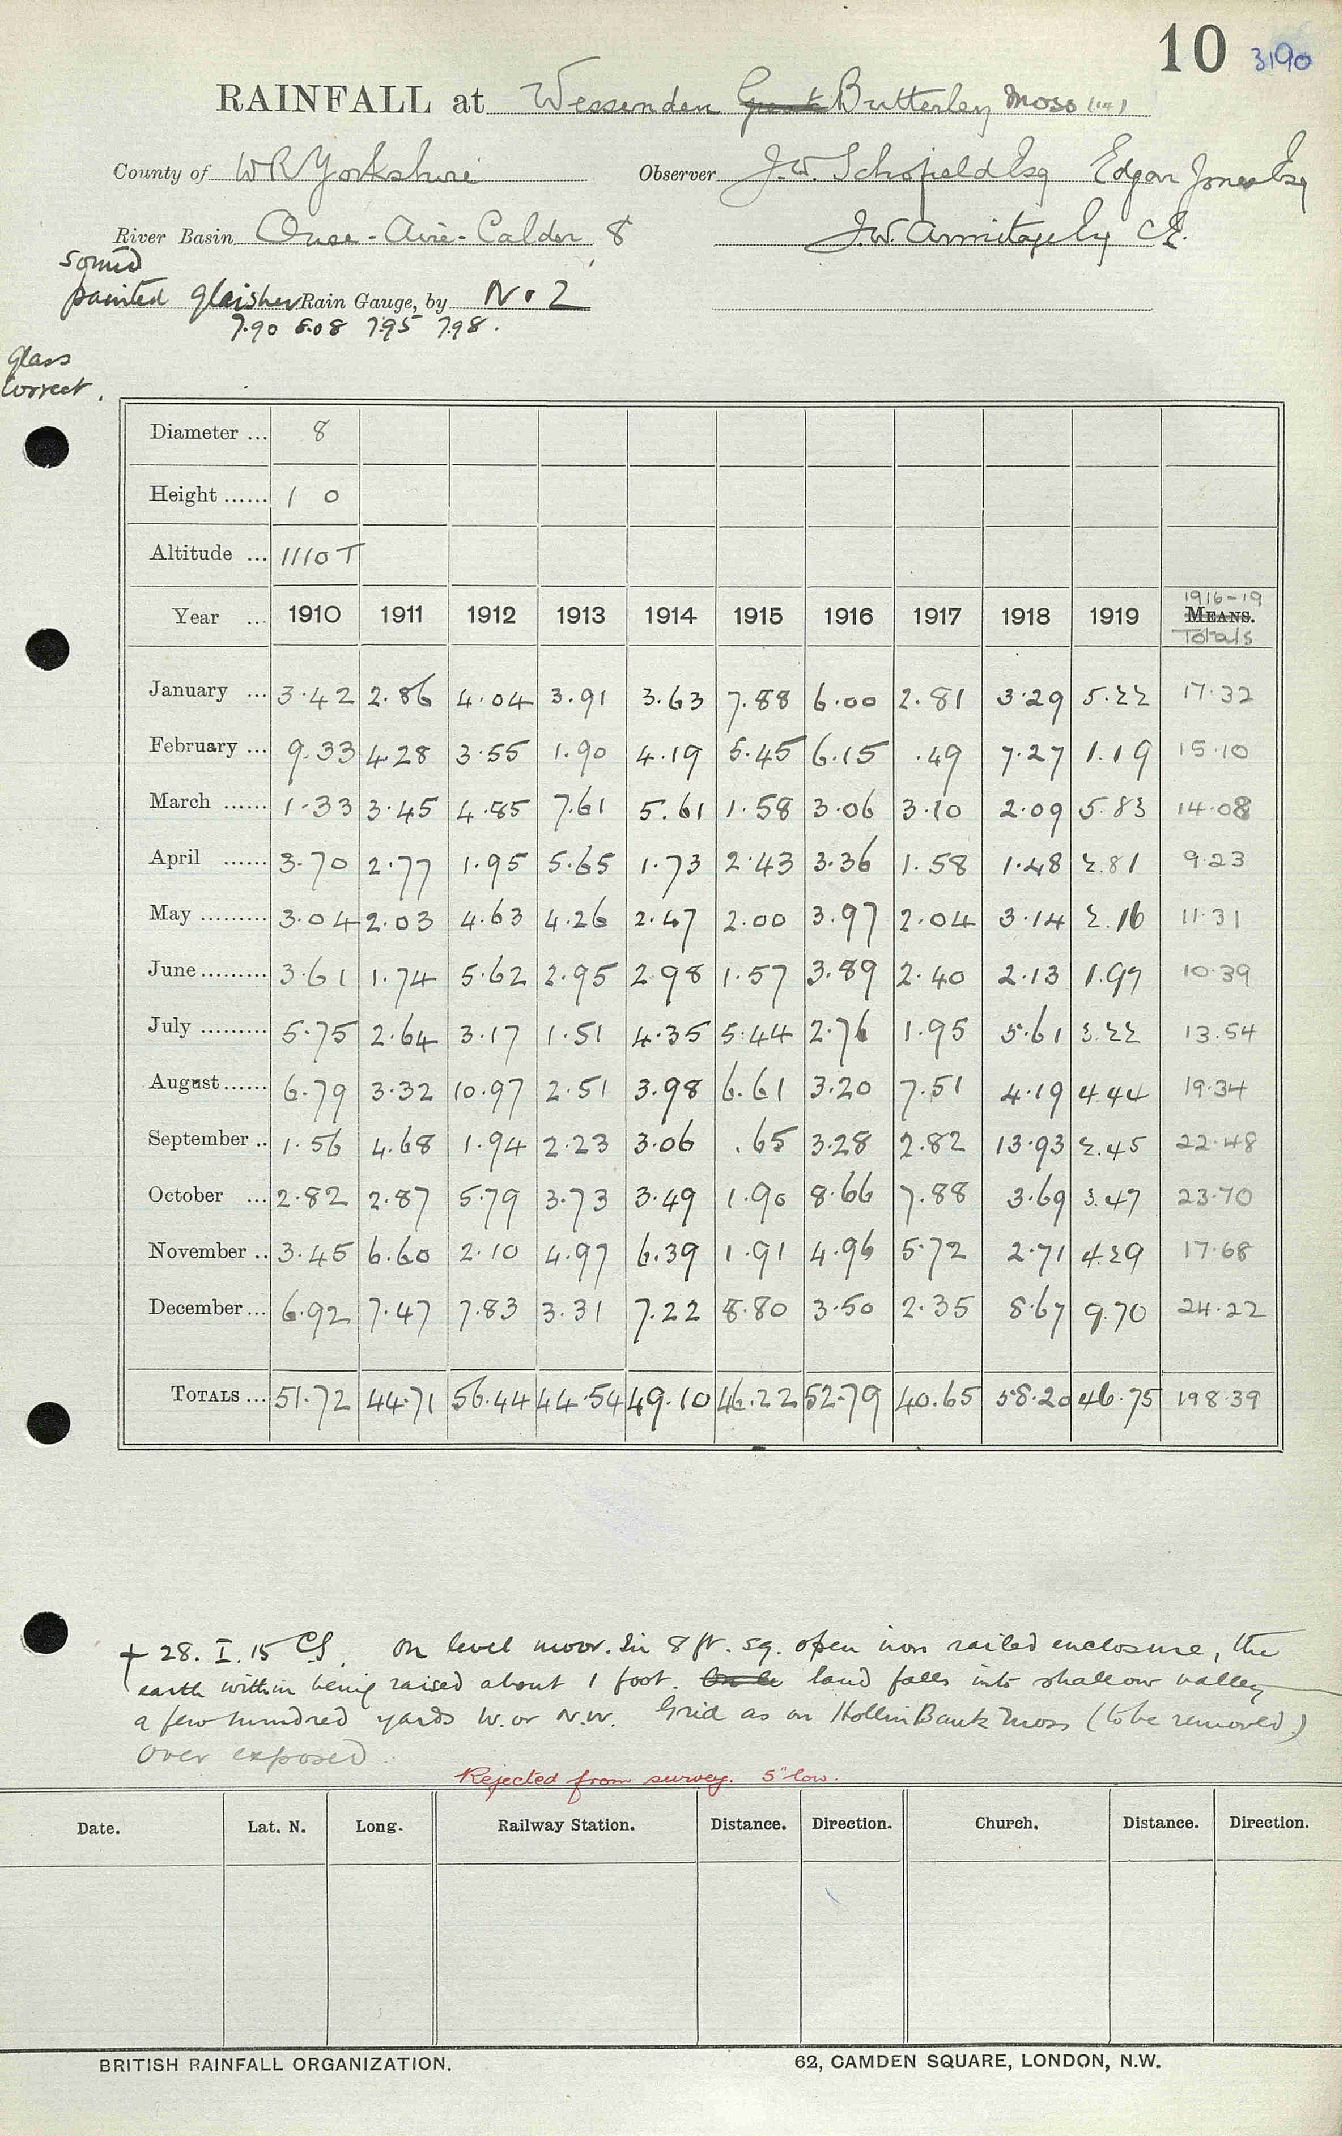 10 3190
RAINFALL at Wessenden Butterley Moss
County of W R Yorkshire Observer J.W. Schofield Esq Edgar Jones Esq
River Basin Ouse - Aire - Calder 8 J.W. Armitage Esq CE.
painted glaisher Rain Gauge, by No 2
7.90 8.08 7.95 7.98.
glass
correct.
Diameter ... 8
Height ...... 1 0
Altitude ... 1110 T
1916-19
Year ... 1910 1911 1912 1913 1914 1915 1916 1917 1918 1919 MEANS.
Totals
January ... 3.42 2.86 4.04 3.91 3.63 7.88 6.00 2.81 3.29 5.22 17.32
February ... 9.33 4.28 3.55 1.90 4.19 5.45 6.15 .49 7.27 1.19 15.10
March ...... 1.33 3.45 4.85 7.61 5.61 1.58 3.06 3.10 2.09 5.83 14.08
April ...... 3.70 2.77 1.95 5.65 1.73 2.43 3.36 1.58 1.48 2.81 9.23
May ......... 3.04 2.03 4.63 4.26 2.47 2.00 3.97 2.04 3.14 2.16 11.31
June ......... 3.61 1.74 5.62 2.95 2.98 1.57 3.89 2.40 2.13 1.97 10.39
July ......... 5.75 2.64 3.17 1.51 4.35 5.44 2.76 1.95 5.61 3.22 13.54
August ...... 6.79 3.32 10.97 2.51 3.98 6.61 3.20 7.51 4.19 4.44 19.34
September .. 1.56 4.68 1.94 2.23 3.06 .65 3.28 2.82 13.93 2.45 22.48
October ... 2.82 2.87 5.79 3.73 3.49 1.90 8.66 7.88 3.69 3.47 23.70
November .. 3.45 6.60 2.10 4.97 6.39 1.91 4.96 5.72 2.71 4.29 17.68
December ... 6.92 7.47 7.83 3.31 7.22 8.80 3.50 2.35 8.67 9.70 24.22
TOTALS ... 51.72 44.71 56.44 44.54 49.10 46.22 52.79 40.65 58.20 46.75 198.39
+ 28. I. 15 CS. On level moor. In 8 ft. sq. open iron railed enclosure, the
earth within being raised about 1 foot. land falls into shallow valley
a few hundred yards W. or N.W. Grid as on Hollin Bank Moss (to be removed)
Over exposed.
Rejected from survey. 5" low.
Date. Lat. N. Long. Railway Station. Distance. Direction. Church. Distance. Direction.
BRITISH RAINFALL ORGANIZATION. 62, CAMDEN SQUARE, LONDON, N.W.